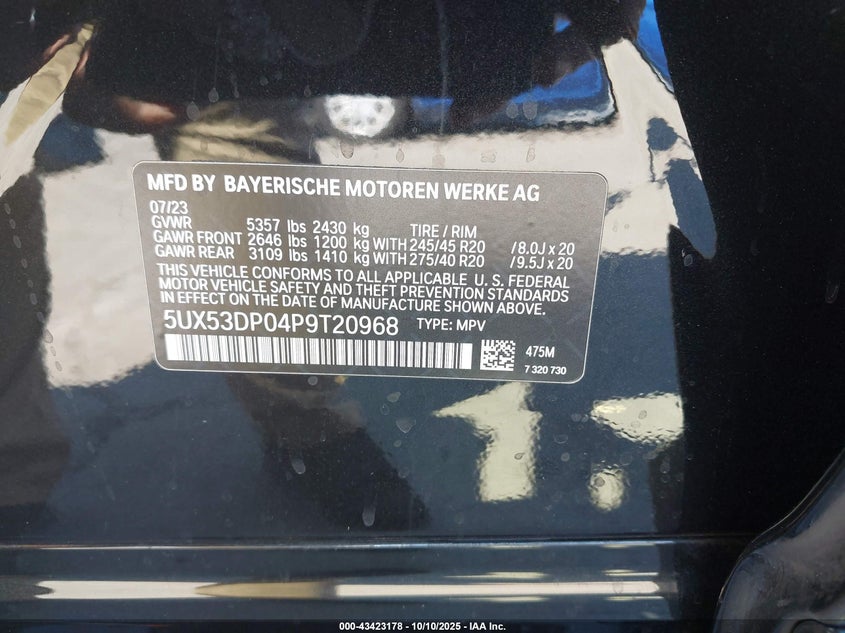 MFD BY BAYERISCHE MOTOREN WERKE AG
07/23
GVWR 5357 lbs 2430 kg TIRE / RIM
GAWR FRONT 2646 lbs 1200 kg WITH 245/45 R20 /8.0J x 20
GAWR REAR 3109 lbs 1410 kg WITH 275/40 R20 /9.5J x 20
THIS VEHICLE CONFORMS TO ALL APPLICABLE U. S. FEDERAL
MOTOR VEHICLE SAFETY AND THEFT PREVENTION STANDARDS
IN EFFECT ON THE DATE OF MANUFACTURE SHOWN ABOVE.
5UX53DP04P9T20968 TYPE: MPV
475M
7 320 730
000-43423178 - 10/10/2025 - IAA Inc.